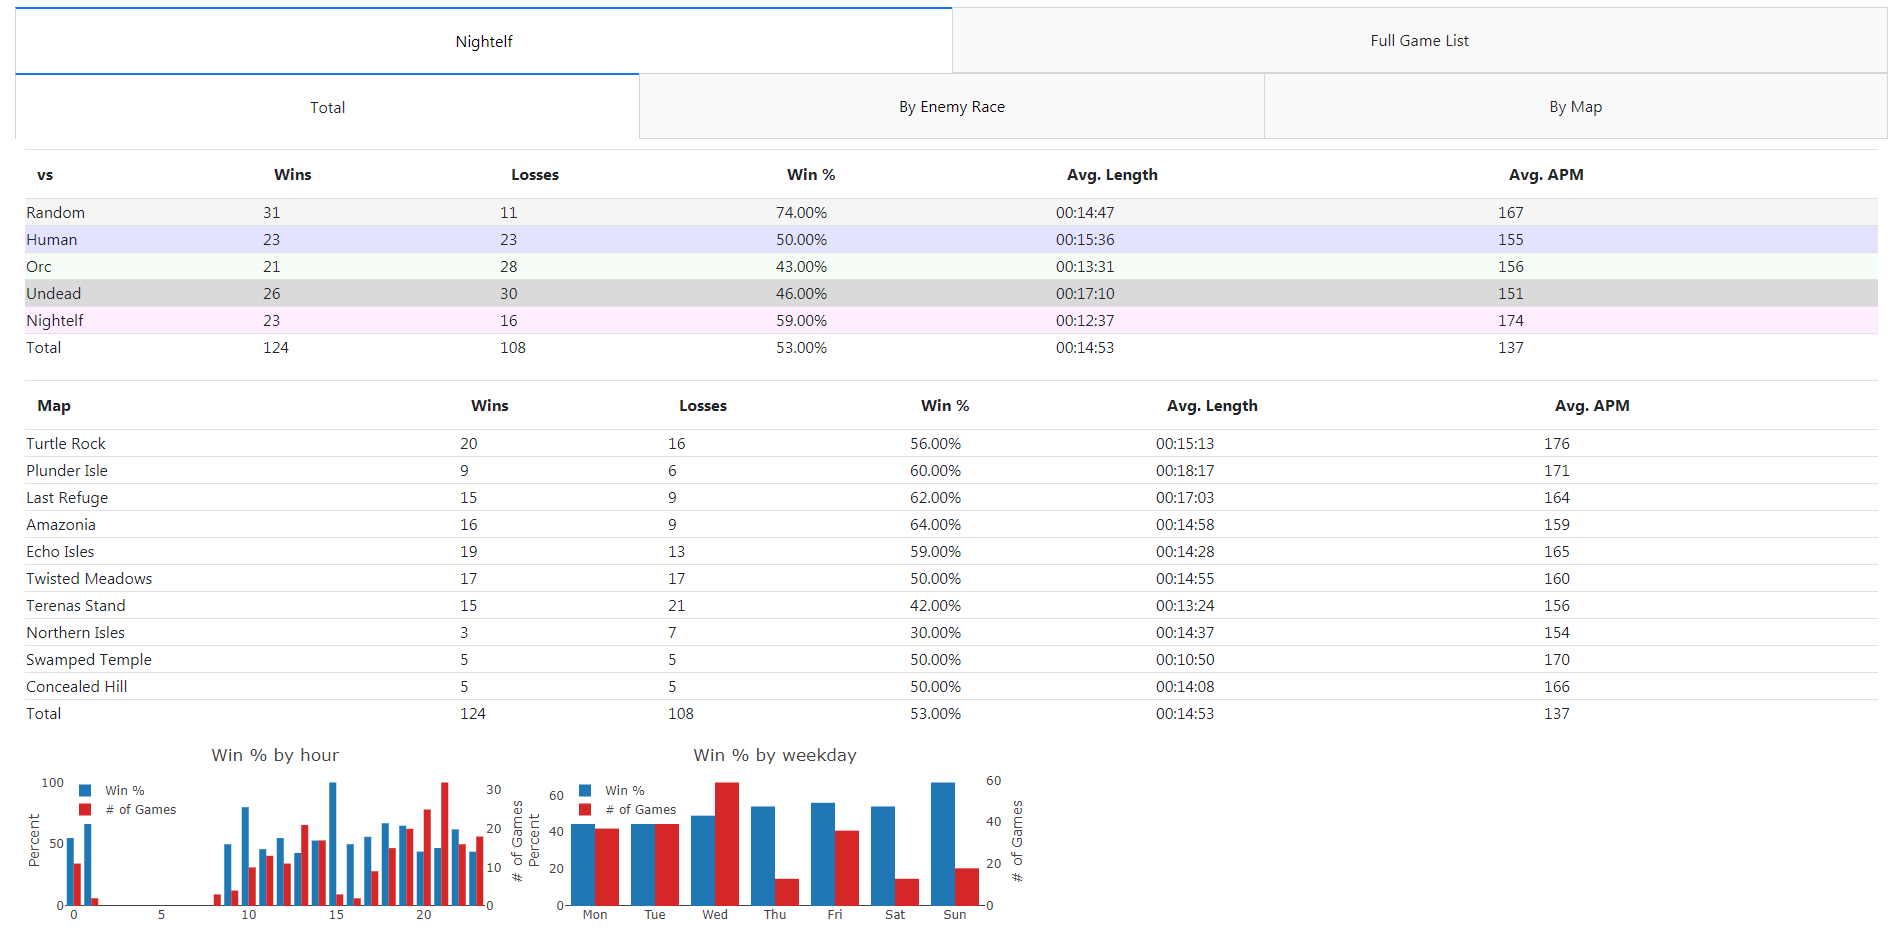 Nightelf Full Game List
Total By Enemy Race By Map
vs Wins Losses Win % Avg. Length Avg. APM
Random 31 11 74.00% 00:14:47 167
Human 23 23 50.00% 00:15:36 155
Orc 21 28 43.00% 00:13:31 156
Undead 26 30 46.00% 00:17:10 151
Nightelf 23 16 59.00% 00:12:37 174
Total 124 108 53.00% 00:14:53 137
Map Wins Losses Win % Avg. Length Avg. APM
Turtle Rock 20 16 56.00% 00:15:13 176
Plunder Isle 9 6 60.00% 00:18:17 171
Last Refuge 15 9 62.00% 00:17:03 164
Amazonia 16 9 64.00% 00:14:58 159
Echo Isles 19 13 59.00% 00:14:28 165
Twisted Meadows 17 17 50.00% 00:14:55 160
Terenas Stand 15 21 42.00% 00:13:24 156
Northern Isles 3 7 30.00% 00:14:37 154
Swamped Temple 5 5 50.00% 00:10:50 170
Concealed Hill 5 5 50.00% 00:14:08 166
Total 124 108 53.00% 00:14:53 137
Win % by hour
Win %
# of Games
Percent
100
50
0
30
20
10
0
# of Games
0 5 10 15 20
Win % by weekday
Win %
# of Games
Percent
60
40
20
0
60
40
20
0
# of Games
Mon Tue Wed Thu Fri Sat Sun